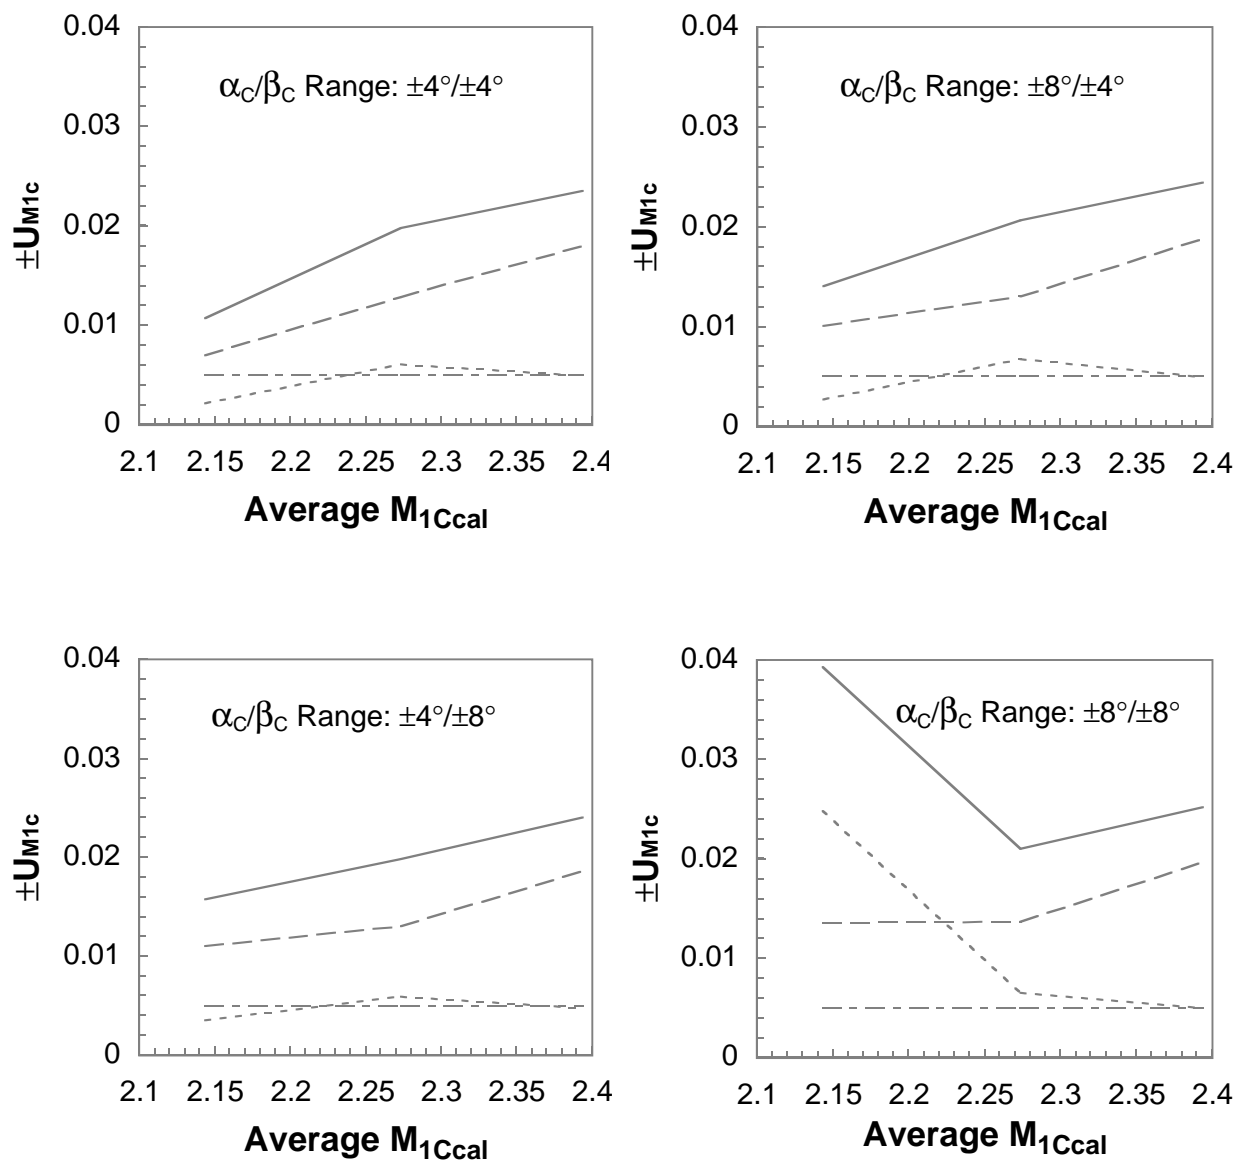 0.04
0.03
0.02
0.01
0
±UM1c
αC/βC Range: ±4°/±4°
2.1 2.15 2.2 2.25 2.3 2.35 2.4
Average M1Ccal
0.04
0.03
0.02
0.01
0
±UM1c
αC/βC Range: ±8°/±4°
2.1 2.15 2.2 2.25 2.3 2.35 2.4
Average M1Ccal
0.04
0.03
0.02
0.01
0
±UM1c
αC/βC Range: ±4°/±8°
2.1 2.15 2.2 2.25 2.3 2.35 2.4
Average M1Ccal
0.04
0.03
0.02
0.01
0
±UM1c
αC/βC Range: ±8°/±8°
2.1 2.15 2.2 2.25 2.3 2.35 2.4
Average M1Ccal